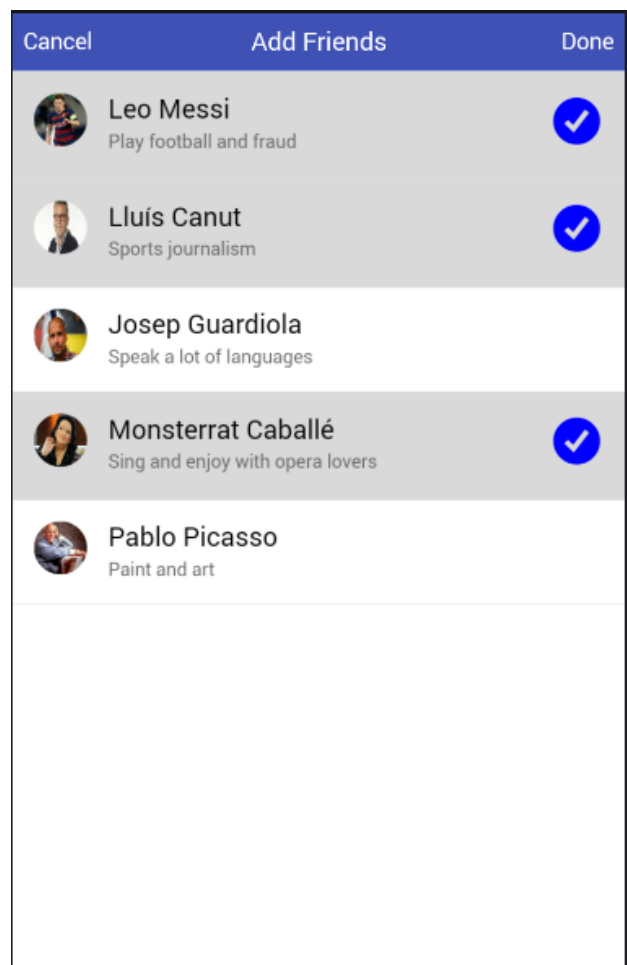 Cancel
Add Friends
Done
Leo Messi
Play football and fraud
Lluís Canut
Sports journalism
Josep Guardiola
Speak a lot of languages
Monsterrat Caballé
Sing and enjoy with opera lovers
Pablo Picasso
Paint and art